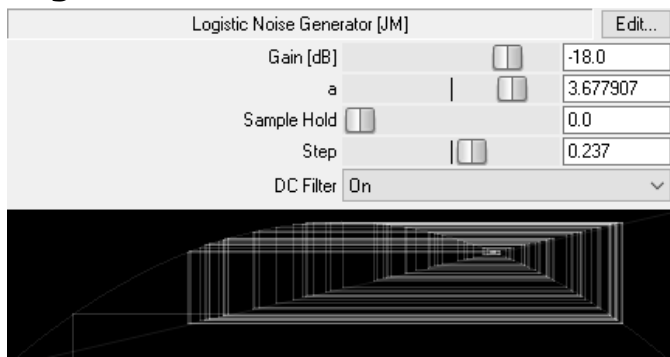 Logistic Noise Generator [JM] Edit...
Gain [dB] -18.0
a 3.677907
Sample Hold 0.0
Step 0.237
DC Filter On